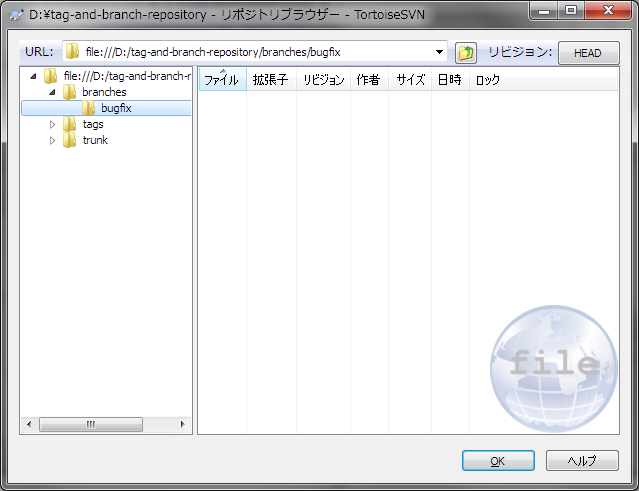 D:¥tag-and-branch-repository - リポジトリブラウザー - TortoiseSVN
URL: file:///D:/tag-and-branch-repository/branches/bugfix リビジョン: HEAD
file:///D:/tag-and-branch-r
branches
bugfix
tags
trunk
ファイル 拡張子 リビジョン 作者 サイズ 日時 ロック
file
OK ヘルプ